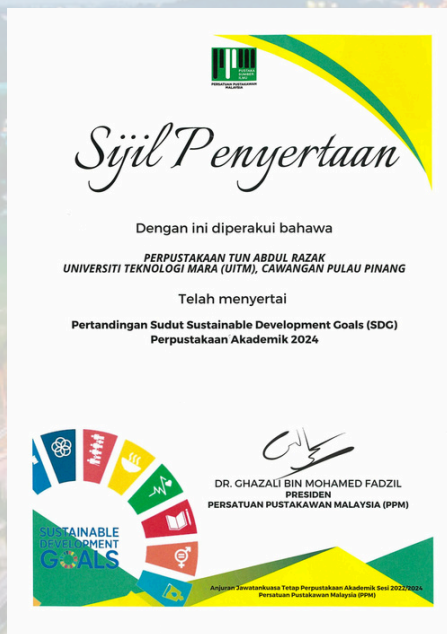 PERSATUAN PUSTAKAWAN
MALAYSIA
Sijil Penyertaan
Dengan ini diperakui bahawa
PERPUSTAKAAN TUN ABDUL RAZAK
UNIVERSITI TEKNOLOGI MARA (UITM), CAWANGAN PULAU PINANG
Telah menyertai
Pertandingan Sudut Sustainable Development Goals (SDG)
Perpustakaan Akademik 2024
DR. GHAZALI BIN MOHAMED FADZIL
PRESIDEN
PERSATUAN PUSTAKAWAN MALAYSIA (PPM)
SUSTAINABLE
DEVELOPMENT
GOALS
Anjuran Jawatankuasa Tetap Perpustakaan Akademik Sesi 2022/2024
Persatuan Pustakawan Malaysia (PPM)